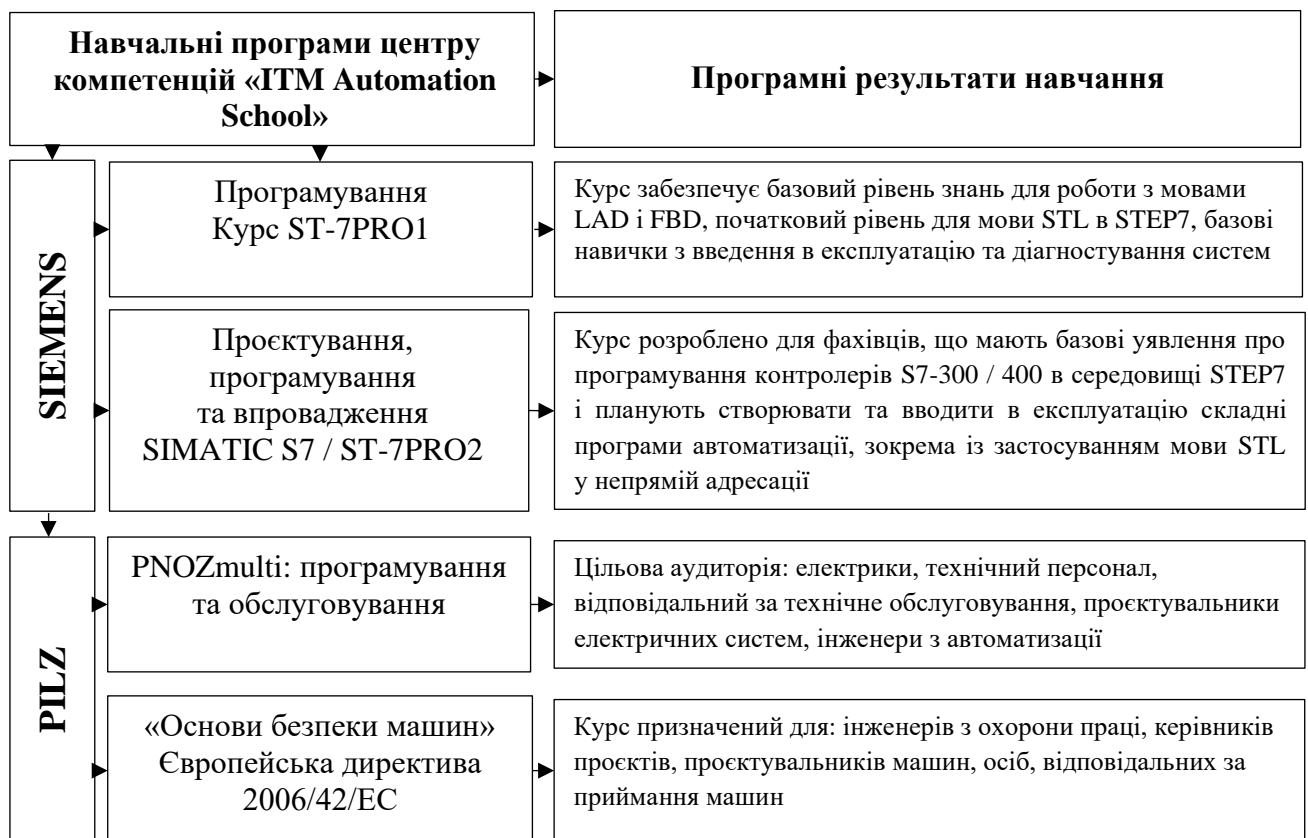 Навчальні програми центру
компетенцій «ITM Automation
School»
Програмні результати навчання
SIEMENS
Програмування
Курс ST-7PRO1
Курс забезпечує базовий рівень знань для роботи з мовами
LAD і FBD, початковий рівень для мови STL в STEP7, базові
навички з введення в експлуатацію та діагностування систем
Проєктування,
програмування
та впровадження
SIMATIC S7 / ST-7PRO2
Курс розроблено для фахівців, що мають базові уявлення про
програмування контролерів S7-300 / 400 в середовищі STEP7
і планують створювати та вводити в експлуатацію складні
програми автоматизації, зокрема із застосуванням мови STL
у непрямій адресації
PILZ
PNOZmulti: програмування
та обслуговування
Цільова аудиторія: електрики, технічний персонал,
відповідальний за технічне обслуговування, проєктувальники
електричних систем, інженери з автоматизації
«Основи безпеки машин»
Європейська директива
2006/42/EC
Курс призначений для: інженерів з охорони праці, керівників
проєктів, проєктувальників машин, осіб, відповідальних за
приймання машин